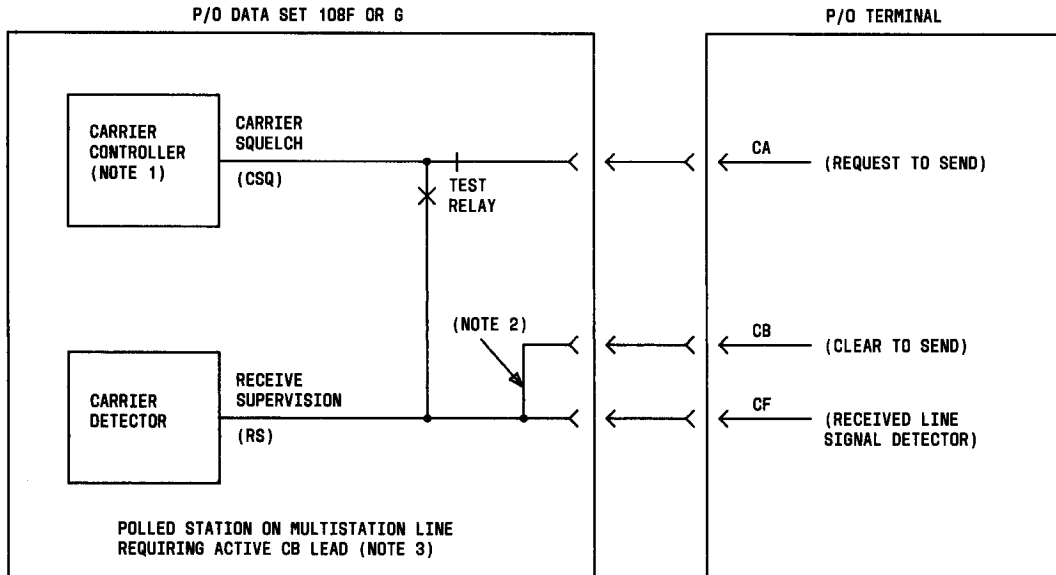 P/O DATA SET 108F OR G
P/O TERMINAL
CARRIER
CONTROLLER
(NOTE 1)
CARRIER
SQUELCH
(CSQ)
TEST
RELAY
CA
(REQUEST TO SEND)
(NOTE 2)
CB
(CLEAR TO SEND)
CARRIER
DETECTOR
RECEIVE
SUPERVISION
(RS)
CF
(RECEIVED LINE
SIGNAL DETECTOR)
POLLED STATION ON MULTISTATION LINE
REQUIRING ACTIVE CB LEAD (NOTE 3)